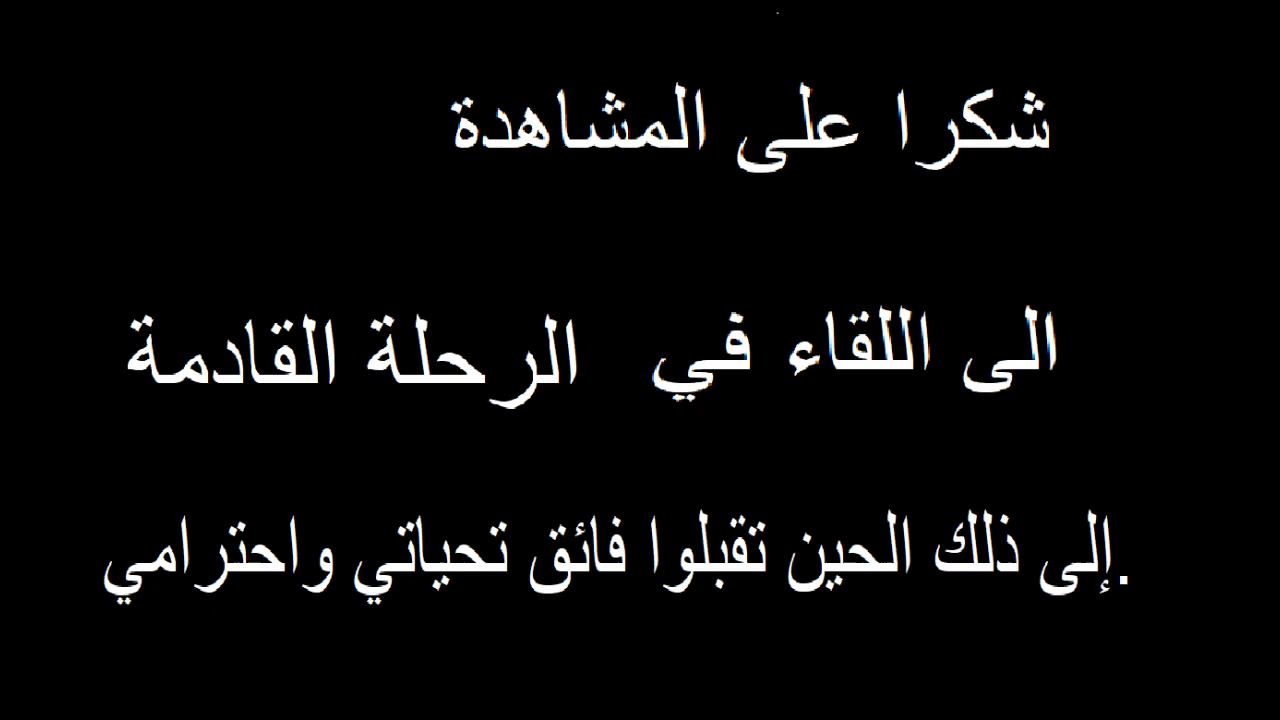 شكرا على المشاهدة
الى اللقاء في الرحلة القادمة
.إلى ذلك الحين تقبلوا فائق تحياتي واحترامي